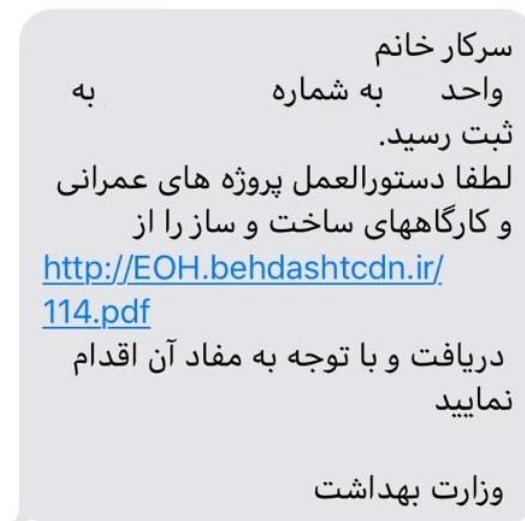 سرکار خانم
واحد به شماره به
ثبت رسید.
لطفا دستورالعمل پروژه های عمرانی
و کارگاههای ساخت و ساز را از
http://EOH.behdashtcdn.ir/
114.pdf
دریافت و با توجه به مفاد آن اقدام
نمایید
وزارت بهداشت